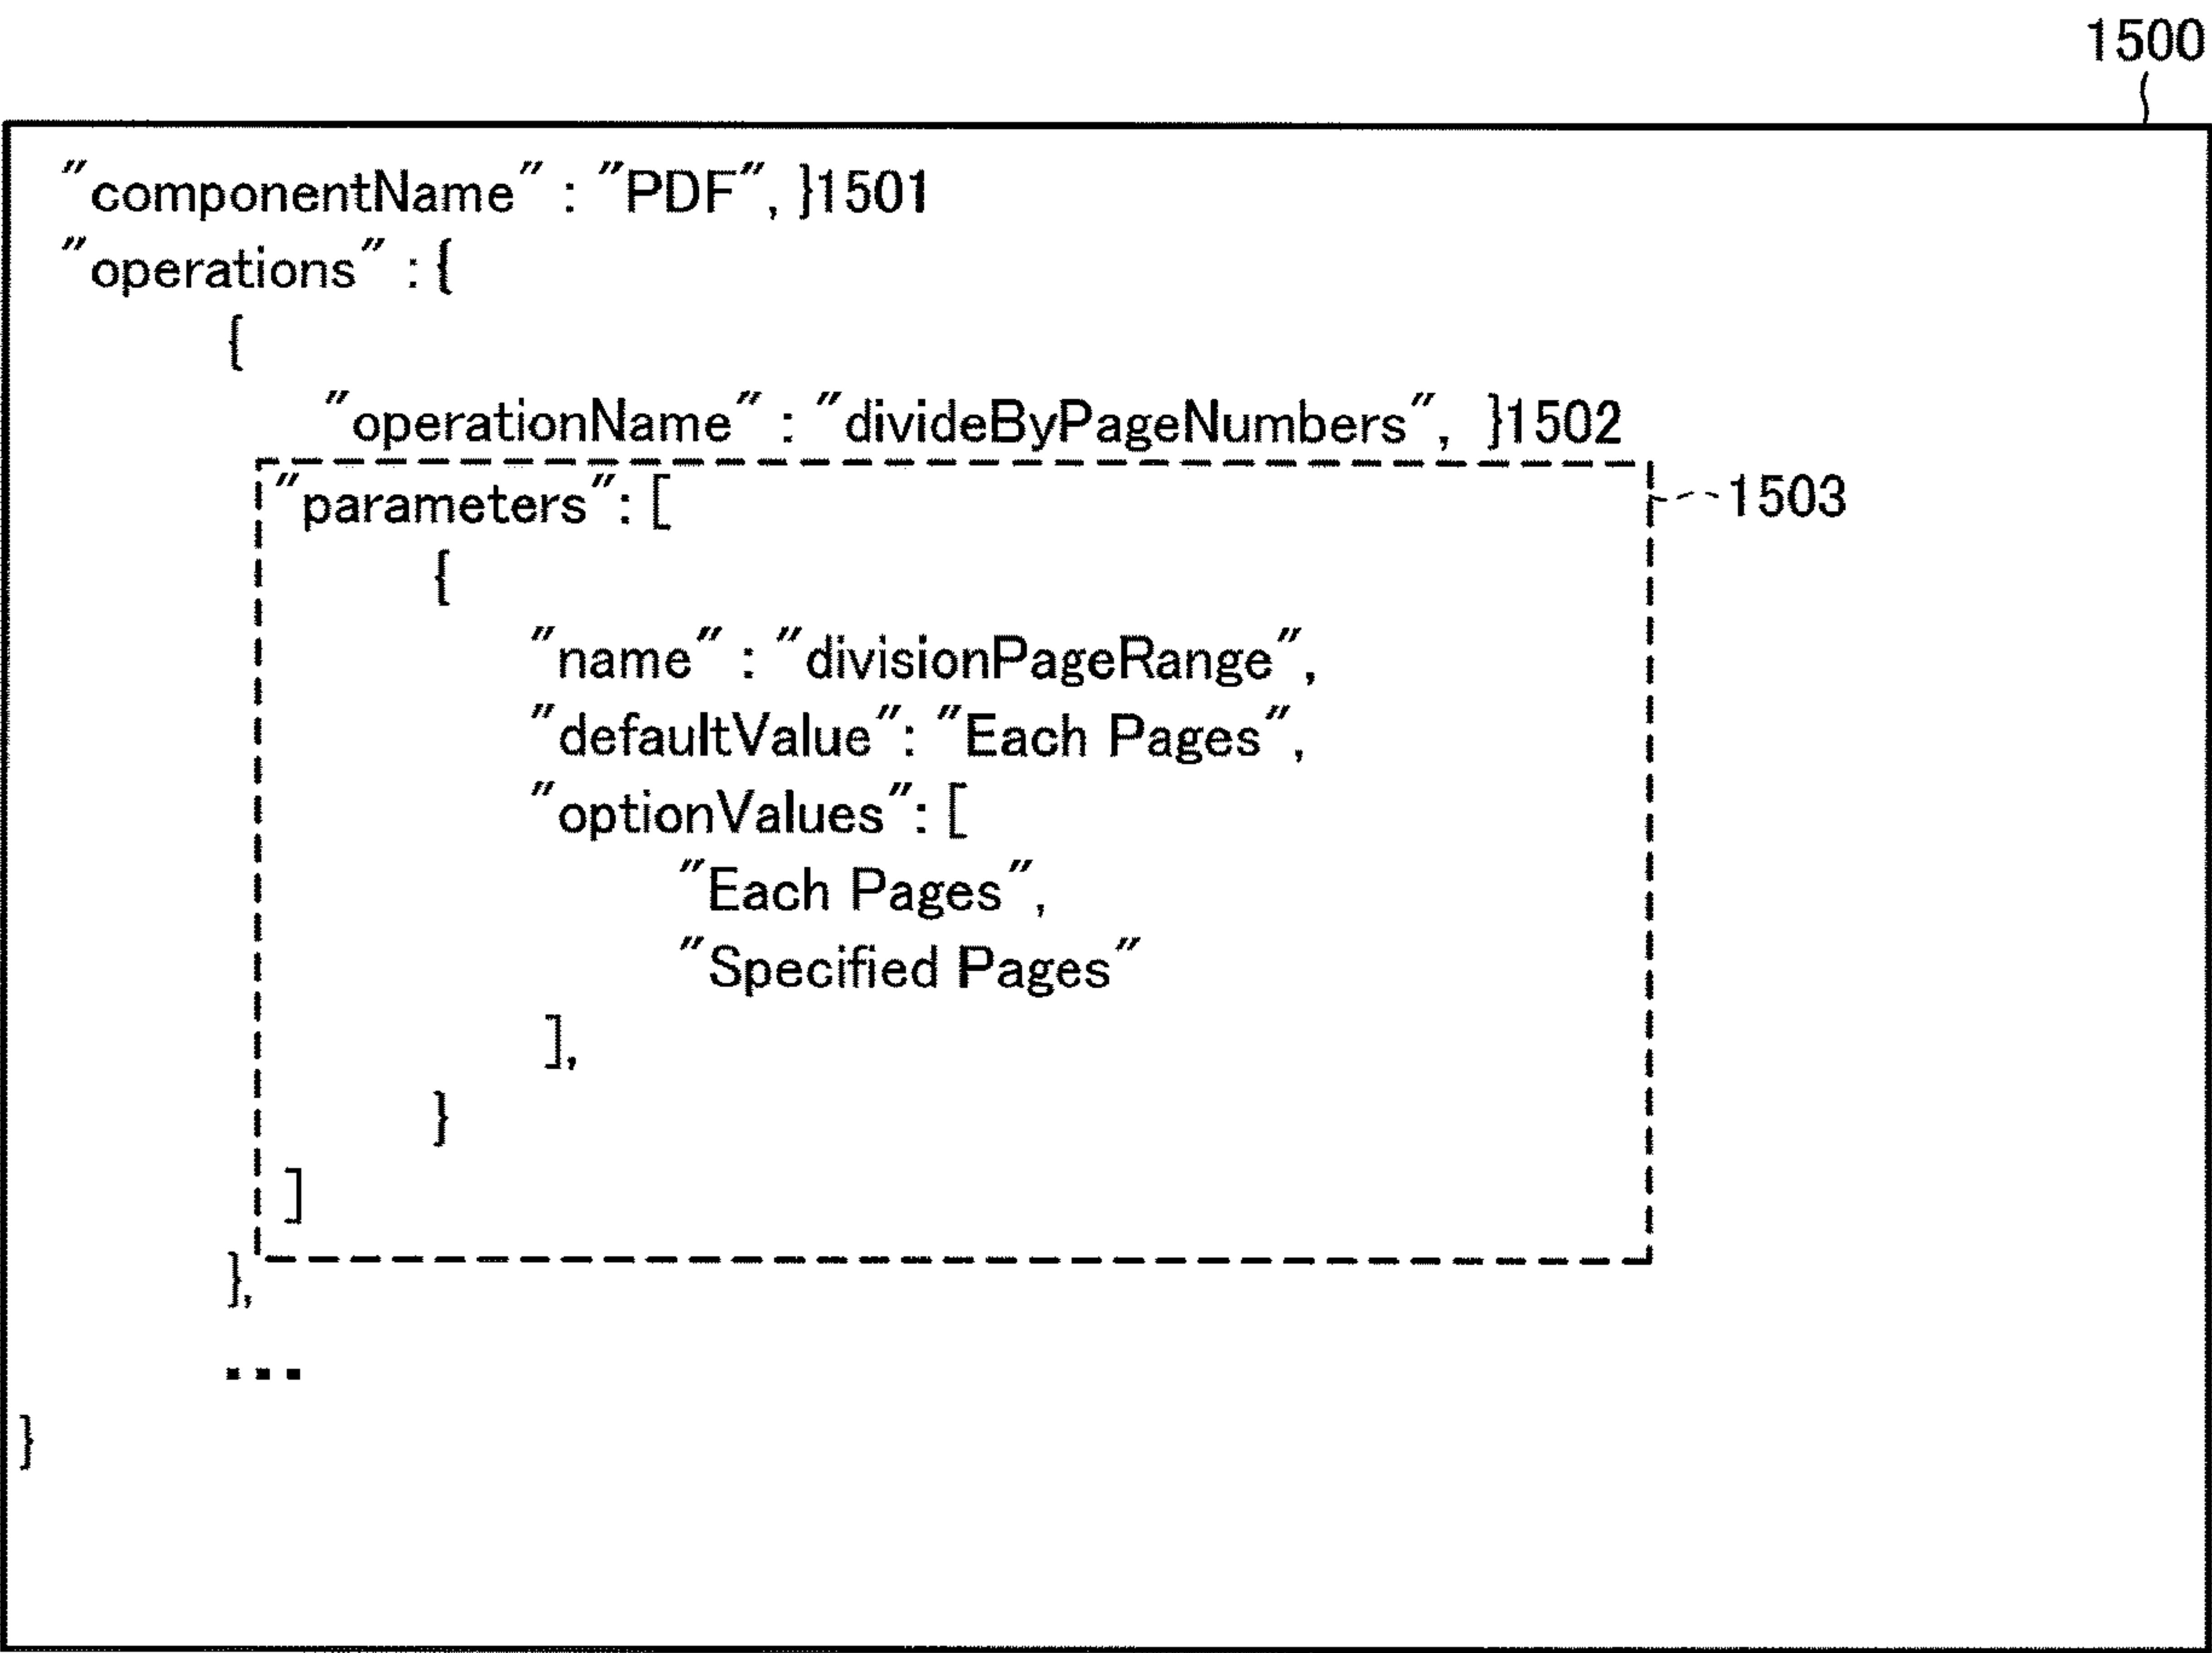 1500
"componentName" : "PDF", }1501
"operations" : {
{
"operationName" : "divideByPageNumbers", }1502
"parameters": [
1503
{
"name" : "divisionPageRange",
"defaultValue": "Each Pages",
"optionValues": [
"Each Pages",
"Specified Pages"
],
}
]
},
...
}